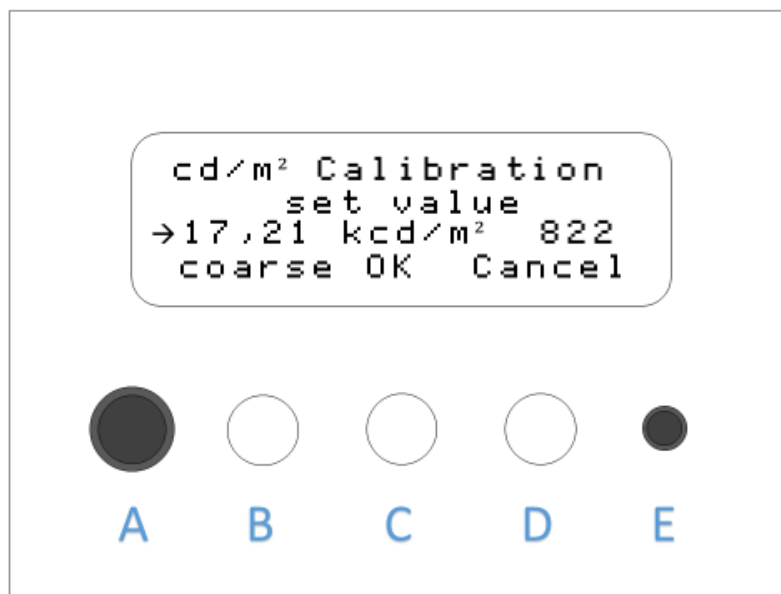 cd/m² Calibration
set value
→17,21 kcd/m² 822
coarse OK Cancel
A B C D E